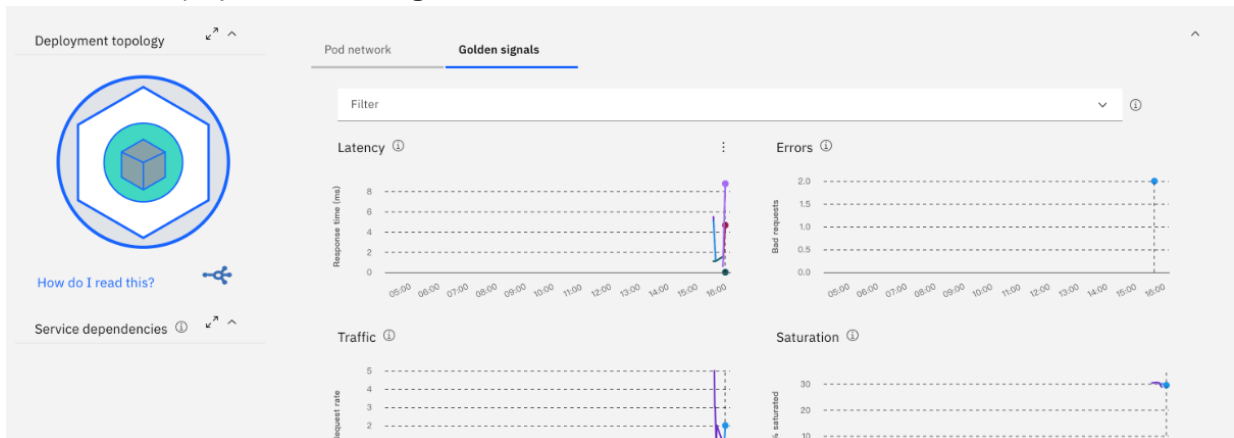 Deployment topology
How do I read this?
Service dependencies
Pod network
Golden signals
Filter
Latency
Response time (ms)
8
6
4
2
0
05:00 06:00 07:00 08:00 09:00 10:00 11:00 12:00 13:00 14:00 15:00 16:00
Errors
Bad requests
2.0
1.5
1.0
0.5
0.0
05:00 06:00 07:00 08:00 09:00 10:00 11:00 12:00 13:00 14:00 15:00 16:00
Traffic
5
4
3
2
Saturation
% saturated
30
20
10